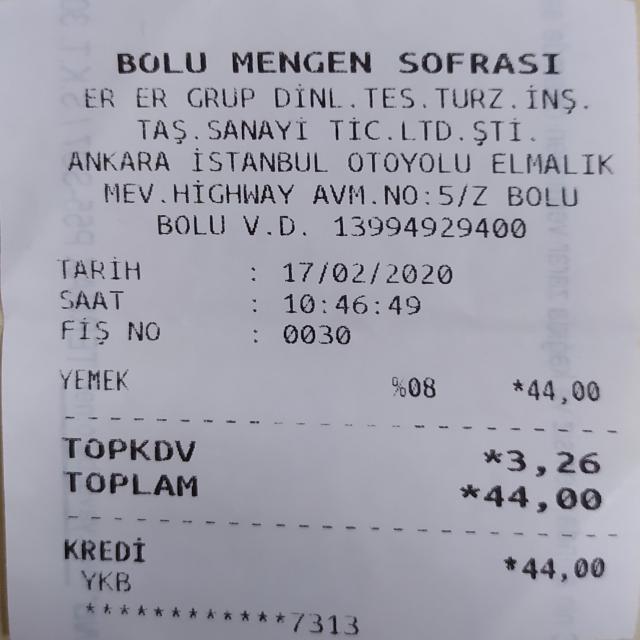 BOLU MENGEN SOFRASI
ER ER GRUP DİNL.TES.TURZ.İNŞ.
TAŞ.SANAYİ TİC.LTD.ŞTİ.
ANKARA İSTANBUL OTOYOLU ELMALIK
MEV.HİGHWAY AVM.NO:5/Z BOLU
BOLU V.D. 13994929400
TARİH : 17/02/2020
SAAT : 10:46:49
FİŞ NO : 0030
YEMEK %08 *44,00
TOPKDV *3,26
TOPLAM *44,00
KREDİ *44,00
YKB
************7313